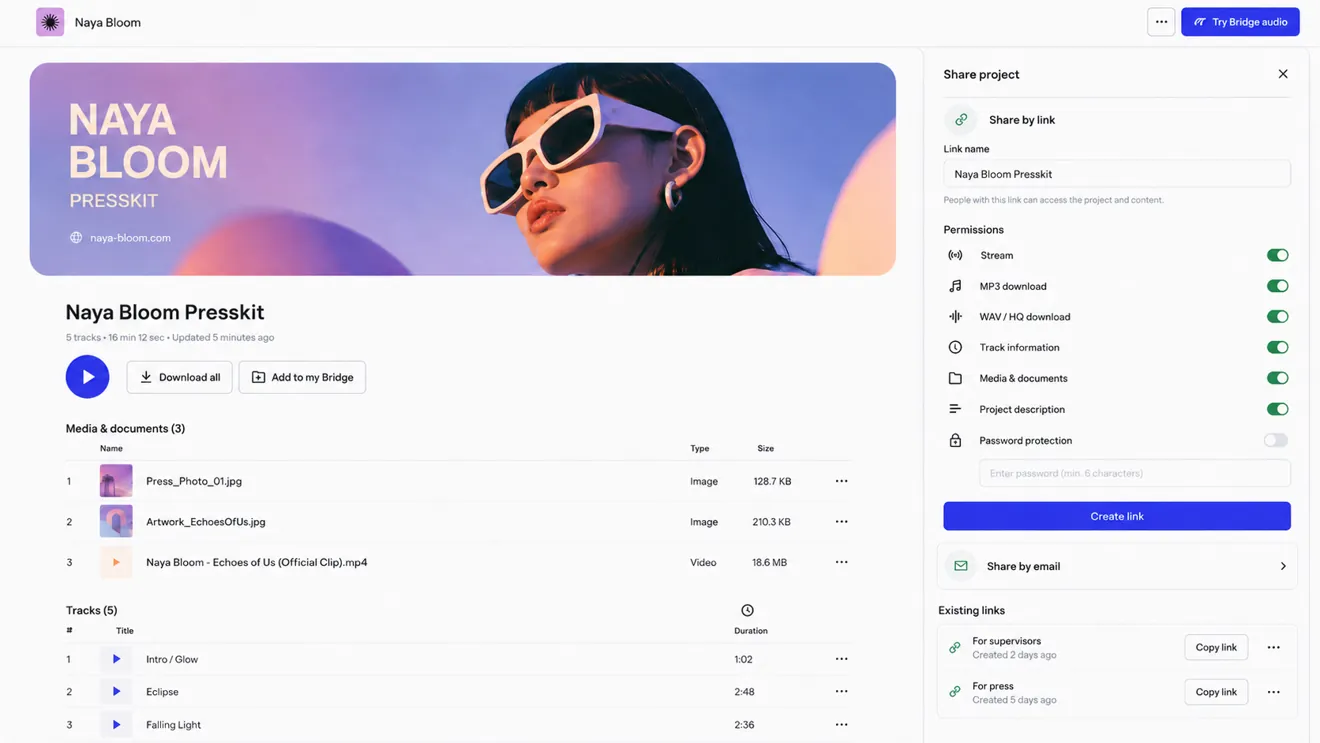 Naya Bloom
Try Bridge audio
NAYA
BLOOM
PRESSKIT
naya-bloom.com
Naya Bloom Presskit
5 tracks • 16 min 12 sec • Updated 5 minutes ago
Download all
Add to my Bridge
Media & documents (3)
Name Type Size
1 Press_Photo_01.jpg Image 128.7 KB
2 Artwork_EchoesOfUs.jpg Image 210.3 KB
3 Naya Bloom - Echoes of Us (Official Clip).mp4 Video 18.6 MB
Tracks (5)
# Title Duration
1 Intro / Glow 1:02
2 Eclipse 2:48
3 Falling Light 2:36
Share project
Share by link
Link name
Naya Bloom Presskit
People with this link can access the project and content.
Permissions
Stream
MP3 download
WAV / HQ download
Track information
Media & documents
Project description
Password protection
Enter password (min. 6 characters)
Create link
Share by email
Existing links
For supervisors
Created 2 days ago
Copy link
For press
Created 5 days ago
Copy link